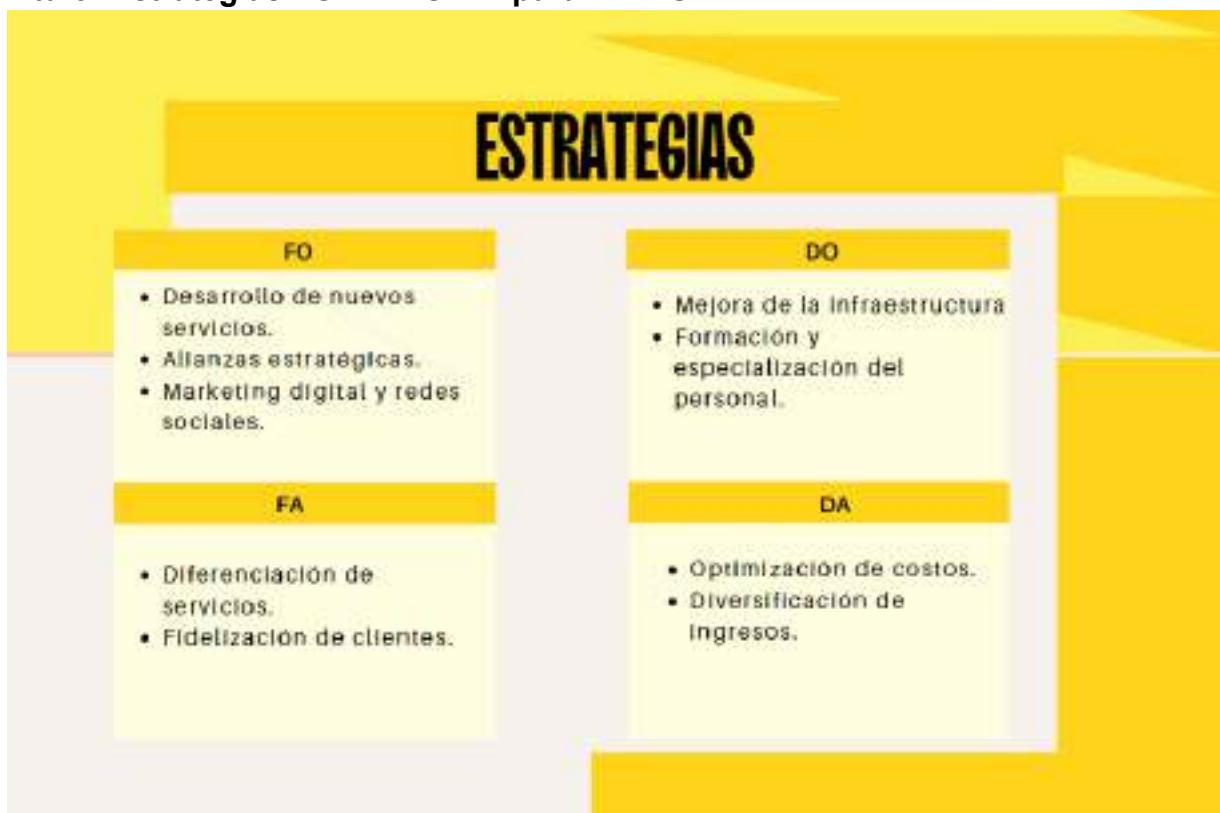 ESTRATEGIAS
FO
• Desarrollo de nuevos
servicios.
• Alianzas estratégicas.
• Marketing digital y redes
sociales.
DO
• Mejora de la infraestructura
• Formación y
especialización del
personal.
FA
• Diferenciación de
servicios.
• Fidelización de clientes.
DA
• Optimización de costos.
• Diversificación de
ingresos.